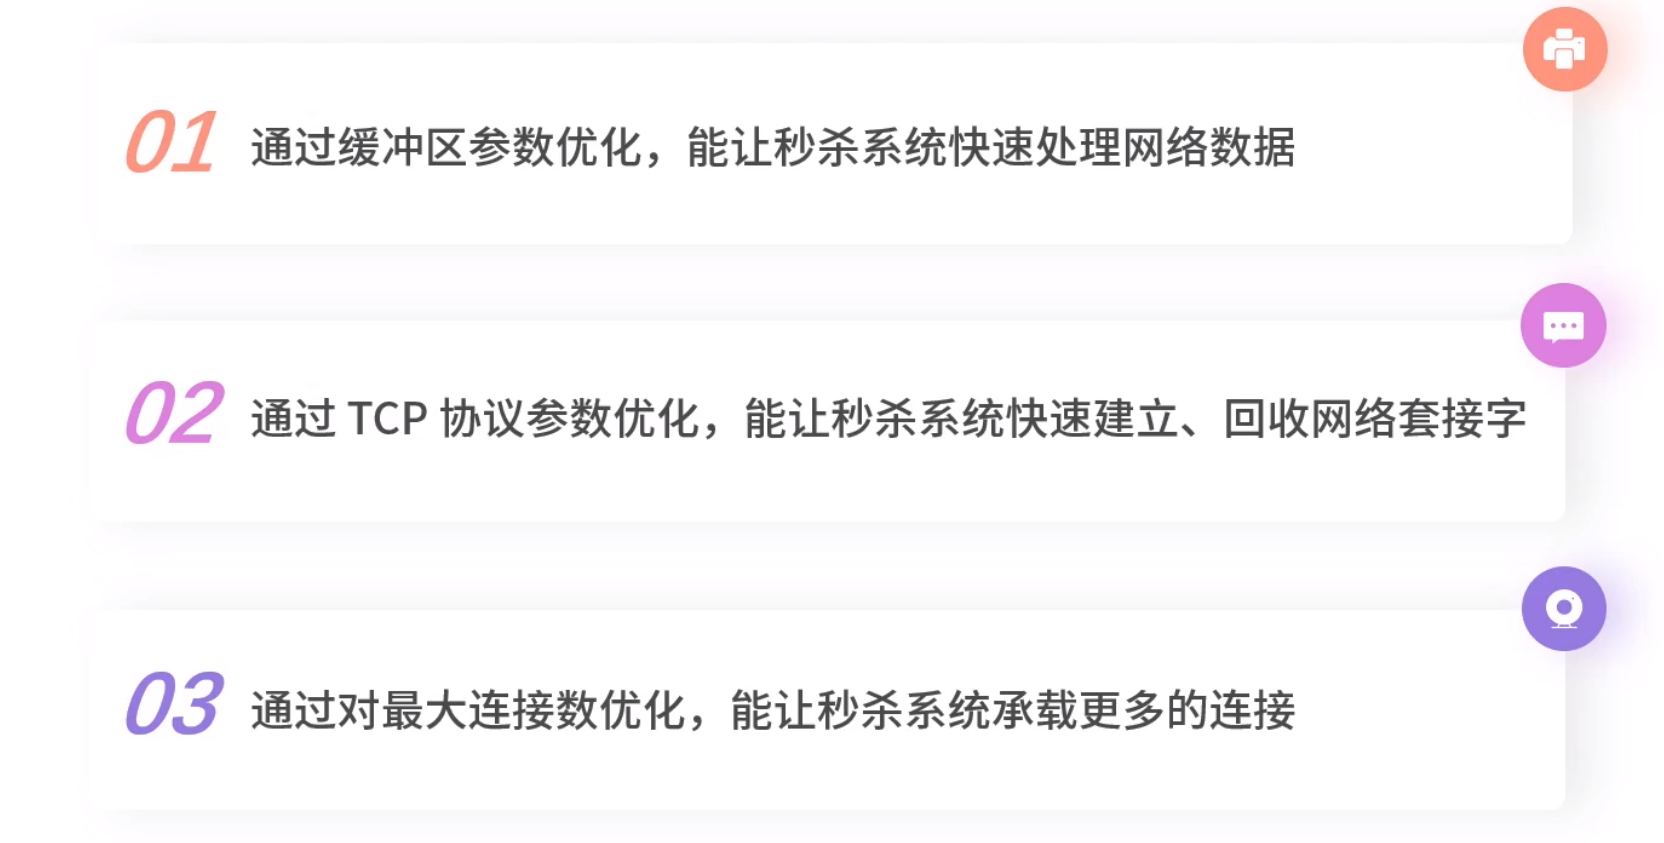 01 通过缓冲区参数优化，能让秒杀系统快速处理网络数据
02 通过 TCP 协议参数优化，能让秒杀系统快速建立、回收网络套接字
03 通过对最大连接数优化，能让秒杀系统承载更多的连接